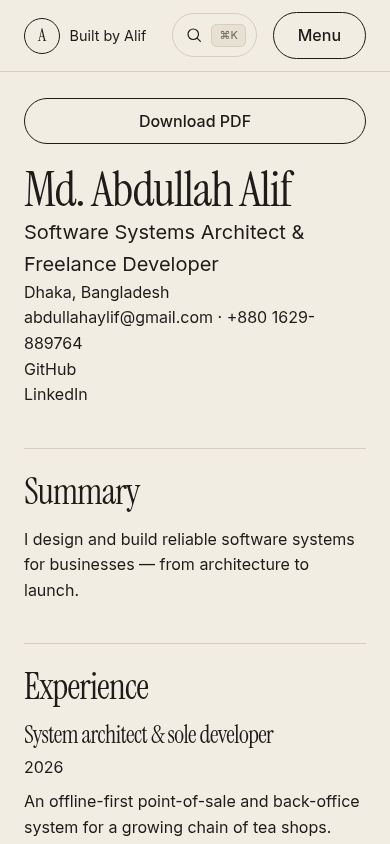 A Built by Alif ⌘K Menu
Download PDF
Md. Abdullah Alif
Software Systems Architect &
Freelance Developer
Dhaka, Bangladesh
abdullahaylif@gmail.com · +880 1629-
889764
GitHub
LinkedIn
Summary
I design and build reliable software systems
for businesses — from architecture to
launch.
Experience
System architect & sole developer
2026
An offline-first point-of-sale and back-office
system for a growing chain of tea shops.